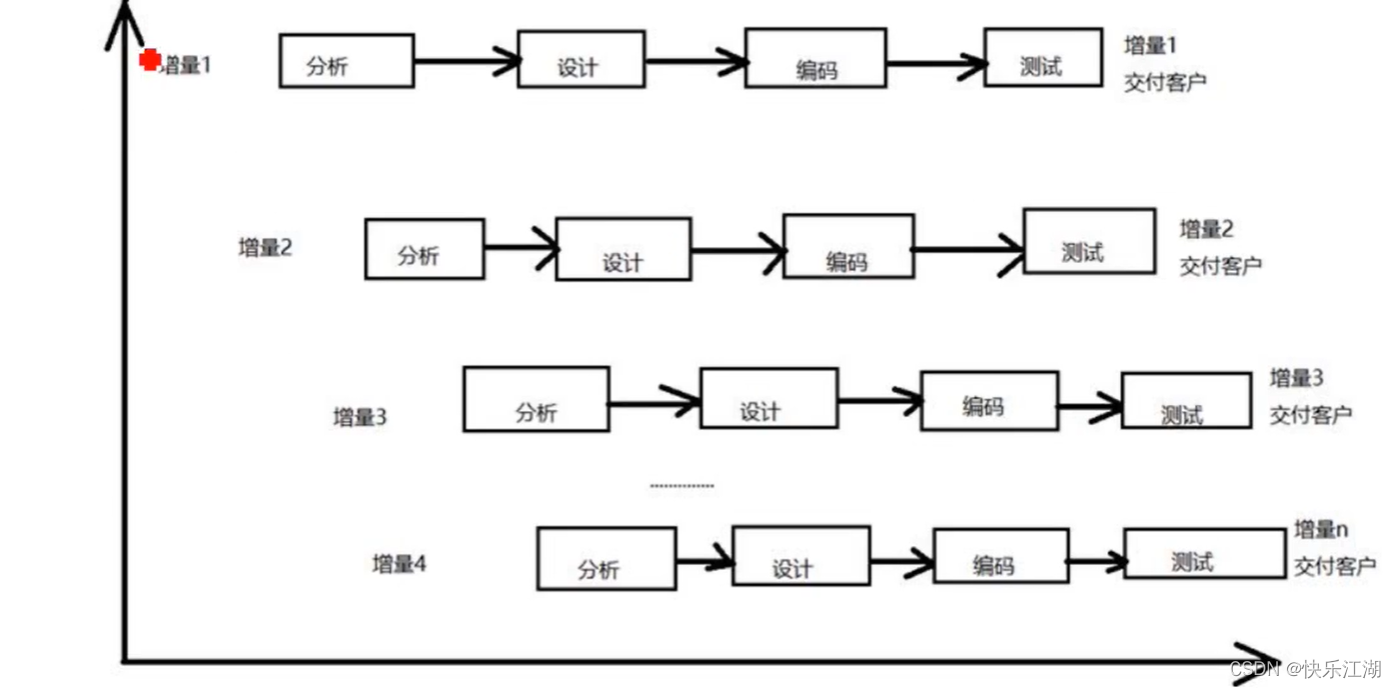 增量1
分析
设计
编码
测试
增量1
交付客户
增量2
分析
设计
编码
测试
增量2
交付客户
增量3
分析
设计
编码
测试
增量3
交付客户
..............
增量4
分析
设计
编码
测试
增量n
交付客户
CSDN @快乐江湖